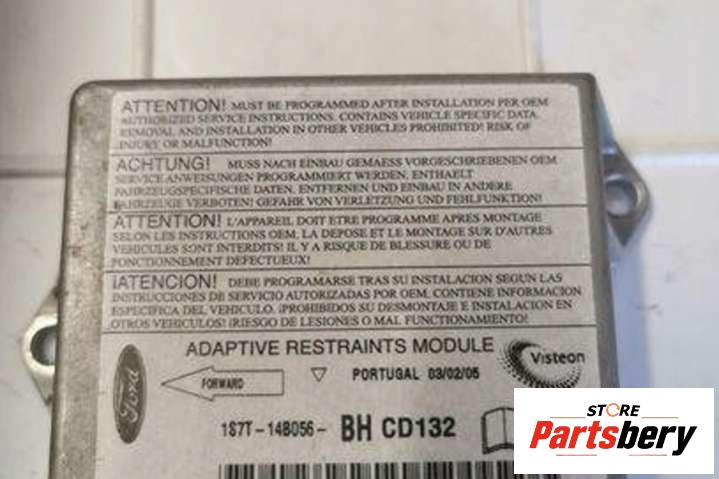 ATTENTION! MUST BE PROGRAMMED AFTER INSTALLATION PER OEM
AUTHORIZED SERVICE INSTRUCTIONS. CONTAINS VEHICLE SPECIFIC DATA.
REMOVAL AND INSTALLATION IN OTHER VEHICLES PROHIBITED! RISK OF
INJURY OR MALFUNCTION!
ACHTUNG! MUSS NACH EINBAU GEMAESS VORGESCHRIEBENEN OEM
SERVICE ANWEISUNGEN PROGRAMMIERT WERDEN, ENTHAELT
FAHRZEUGSPEZIFISCHE DATEN, ENTFERNEN UND EINBAU IN ANDERE
FAHRZEUGE VERBOTEN! GEFAHR VON VERLETZUNG UND FEHLFUNKTION!
ATTENTION! L'APPAREIL DOIT ETRE PROGRAMME APRES MONTAGE
SELON LES INSTRUCTIONS OEM, LA DEPOSE ET LE MONTAGE SUR D'AUTRES
VEHICULES SONT INTERDITS! IL Y A RISQUE DE BLESSURE OU DE
FONCTIONNEMENT DEFECTUEUX!
¡ATENCION! DEBE PROGRAMARSE TRAS SU INSTALACION SEGUN LAS
INSTRUCCIONES DE SERVICIO AUTORIZADAS POR OEM, CONTIENE INFORMACION
ESPECIFICA DEL VEHICULO. ¡PROHIBIDOS SU DESMONTAJE E INSTALACION EN
OTROS VEHICULOS! ¡RIESGO DE LESIONES O MAL FUNCTIONAMIENTO!
ADAPTIVE RESTRAINTS MODULE
Visteon
Ford
FORWARD
PORTUGAL 03/02/05
1S7T-14B056- BH CD132
STORE
Partsbery